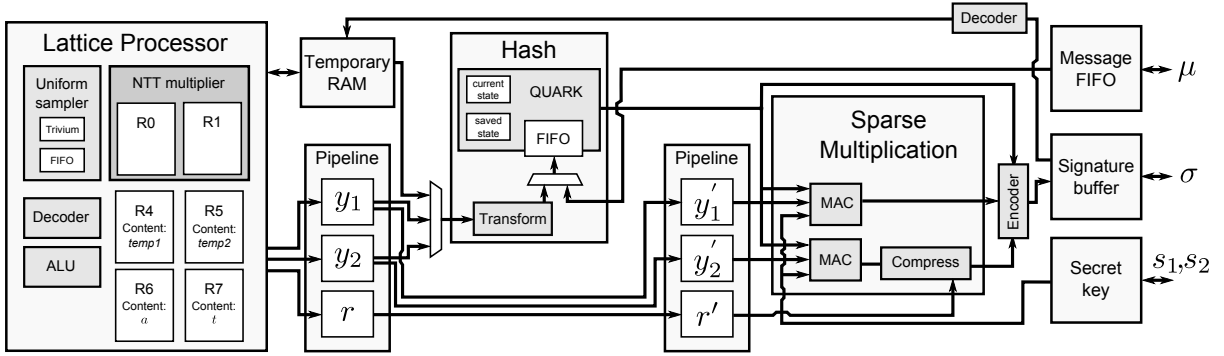 Lattice Processor
Uniform
sampler
Trivium
FIFO
NTT multiplier
R0
R1
Decoder
ALU
R4
Content:
temp1
R5
Content:
temp2
R6
Content:
a
R7
Content:
t
Temporary
RAM
Pipeline
y1
y2
r
Hash
current
state
saved
state
QUARK
FIFO
Transform
Pipeline
y1'
y2'
r'
Sparse
Multiplication
MAC
MAC
Compress
Encoder
Decoder
Message
FIFO
μ
Signature
buffer
σ
Secret
key
s1,s2